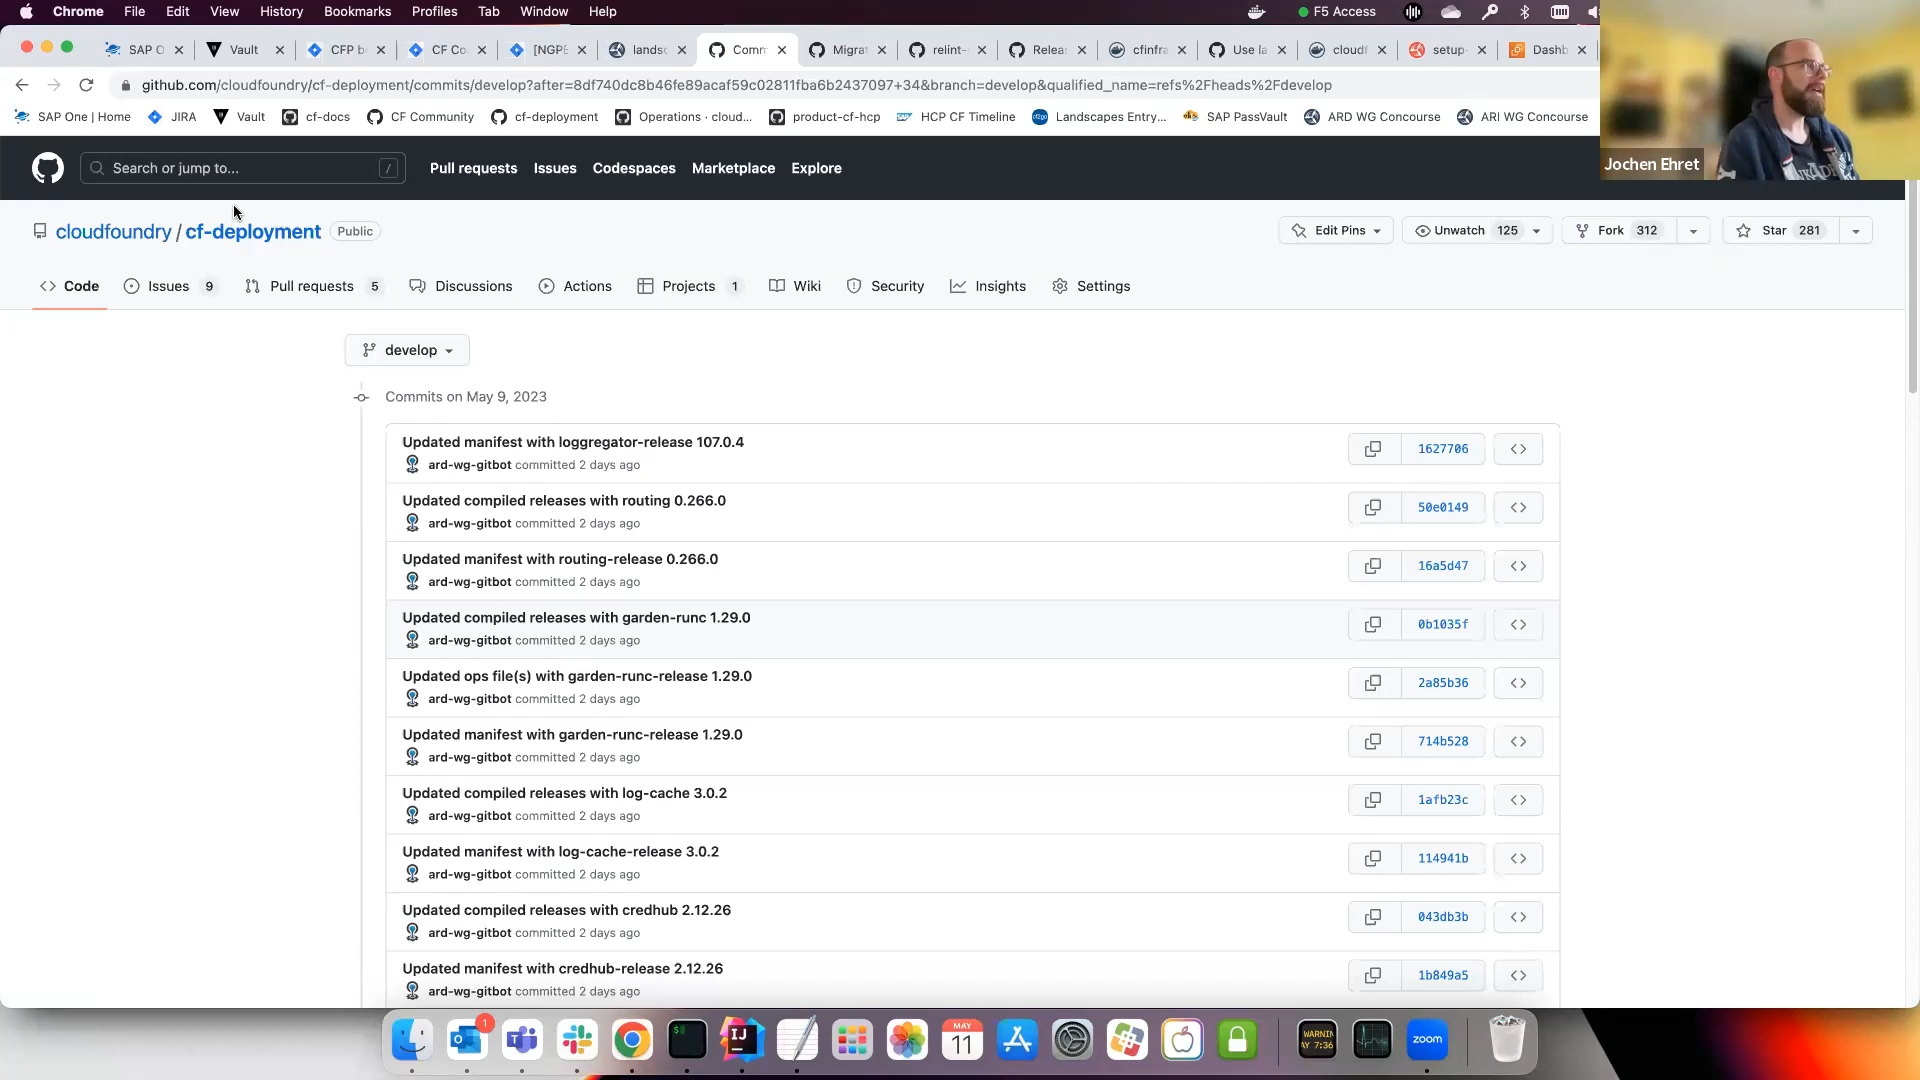 Chrome File Edit View History Bookmarks Profiles Tab Window Help F5 Access
SAP O Vault CFP b CF Co [NGPE landsc Comm Migrat relint- Releas cfinfra Use la cloudf setup- Dashb
github.com/cloudfoundry/cf-deployment/commits/develop?after=8df740dc8b46fe89acaf59c02811fba6b2437097+34&branch=develop&qualified_name=refs%2Fheads%2Fdevelop
SAP One | Home JIRA Vault cf-docs CF Community cf-deployment Operations · cloud... product-cf-hcp HCP CF Timeline Landscapes Entry... SAP PassVault ARD WG Concourse ARI WG Concourse
Jochen Ehret
Search or jump to... / Pull requests Issues Codespaces Marketplace Explore
cloudfoundry / cf-deployment Public Edit Pins Unwatch 125 Fork 312 Star 281
Code Issues 9 Pull requests 5 Discussions Actions Projects 1 Wiki Security Insights Settings
develop
Commits on May 9, 2023
Updated manifest with loggregator-release 107.0.4
ard-wg-gitbot committed 2 days ago
1627706
Updated compiled releases with routing 0.266.0
ard-wg-gitbot committed 2 days ago
50e0149
Updated manifest with routing-release 0.266.0
ard-wg-gitbot committed 2 days ago
16a5d47
Updated compiled releases with garden-runc 1.29.0
ard-wg-gitbot committed 2 days ago
0b1035f
Updated ops file(s) with garden-runc-release 1.29.0
ard-wg-gitbot committed 2 days ago
2a85b36
Updated manifest with garden-runc-release 1.29.0
ard-wg-gitbot committed 2 days ago
714b528
Updated compiled releases with log-cache 3.0.2
ard-wg-gitbot committed 2 days ago
1afb23c
Updated manifest with log-cache-release 3.0.2
ard-wg-gitbot committed 2 days ago
114941b
Updated compiled releases with credhub 2.12.26
ard-wg-gitbot committed 2 days ago
043db3b
Updated manifest with credhub-release 2.12.26
ard-wg-gitbot committed 2 days ago
1b849a5
1
$
IJ
MAY
11
WARNIN
AY 7:36
zoom